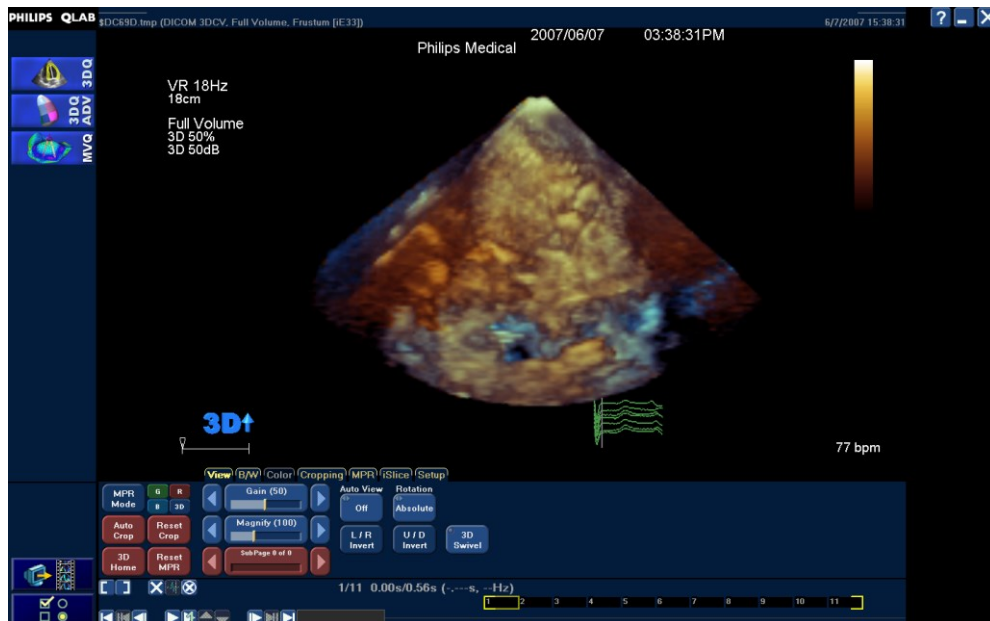 PHILIPS QLAB $DC69D.tmp (DICOM 3DCV, Full Volume, Frustum [iE33]) 6/7/2007 15:38:31 ?
2007/06/07 03:38:31PM
Philips Medical
3DQ
3DQ ADV
MVQ
VR 18Hz
18cm
Full Volume
3D 50%
3D 50dB
3D
77 bpm
View B/W Color Cropping MPR iSlice Setup
MPR Mode
G R
B 3D
Gain (50)
Auto View
Off
Rotation
Absolute
Auto Crop
Reset Crop
Magnify (100)
L / R Invert
U / D Invert
3D Swivel
3D Home
Reset MPR
SubPage 0 of 0
1/11 0.00s/0.56s (-.---s, --Hz)
1 2 3 4 5 6 7 8 9 10 11